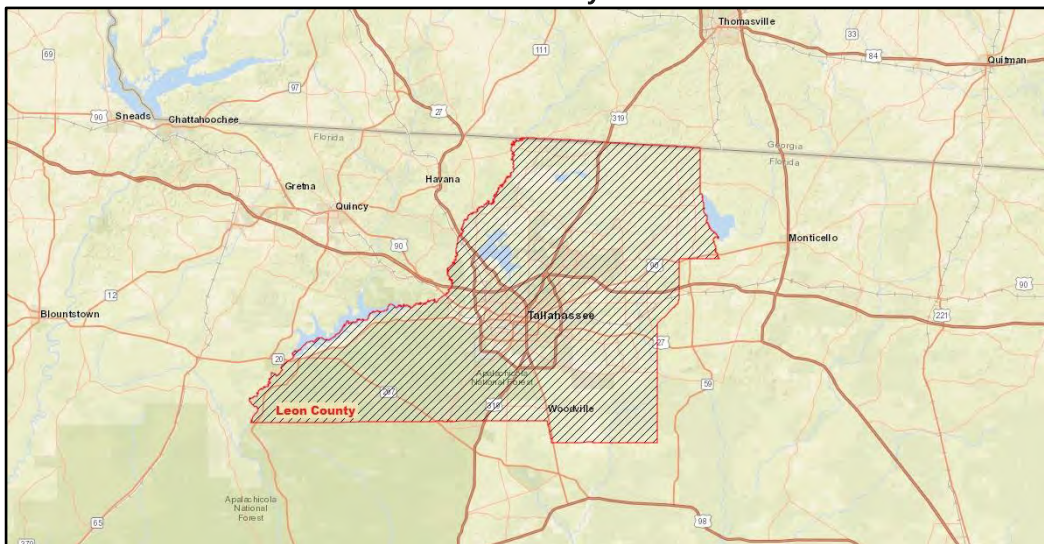 Thomasville
69
111
33
84
Quitman
97
27
90
Sneads
Chattahoochee
319
Florida
Georgia
Florida
Gretna
Havana
Quincy
90
Monticello
90
90
12
Blountstown
Tallahassee
221
27
20
Apalachicola
National Forest
59
267
Leon County
319
Woodville
Apalachicola
National
Forest
65
98
379